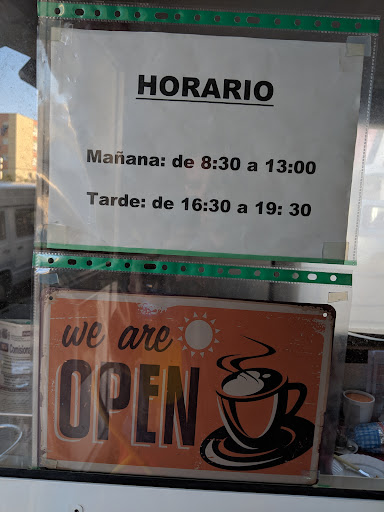 HORARIO
Mañana: de 8:30 a 13:00
Tarde: de 16:30 a 19: 30
we are
OPEN